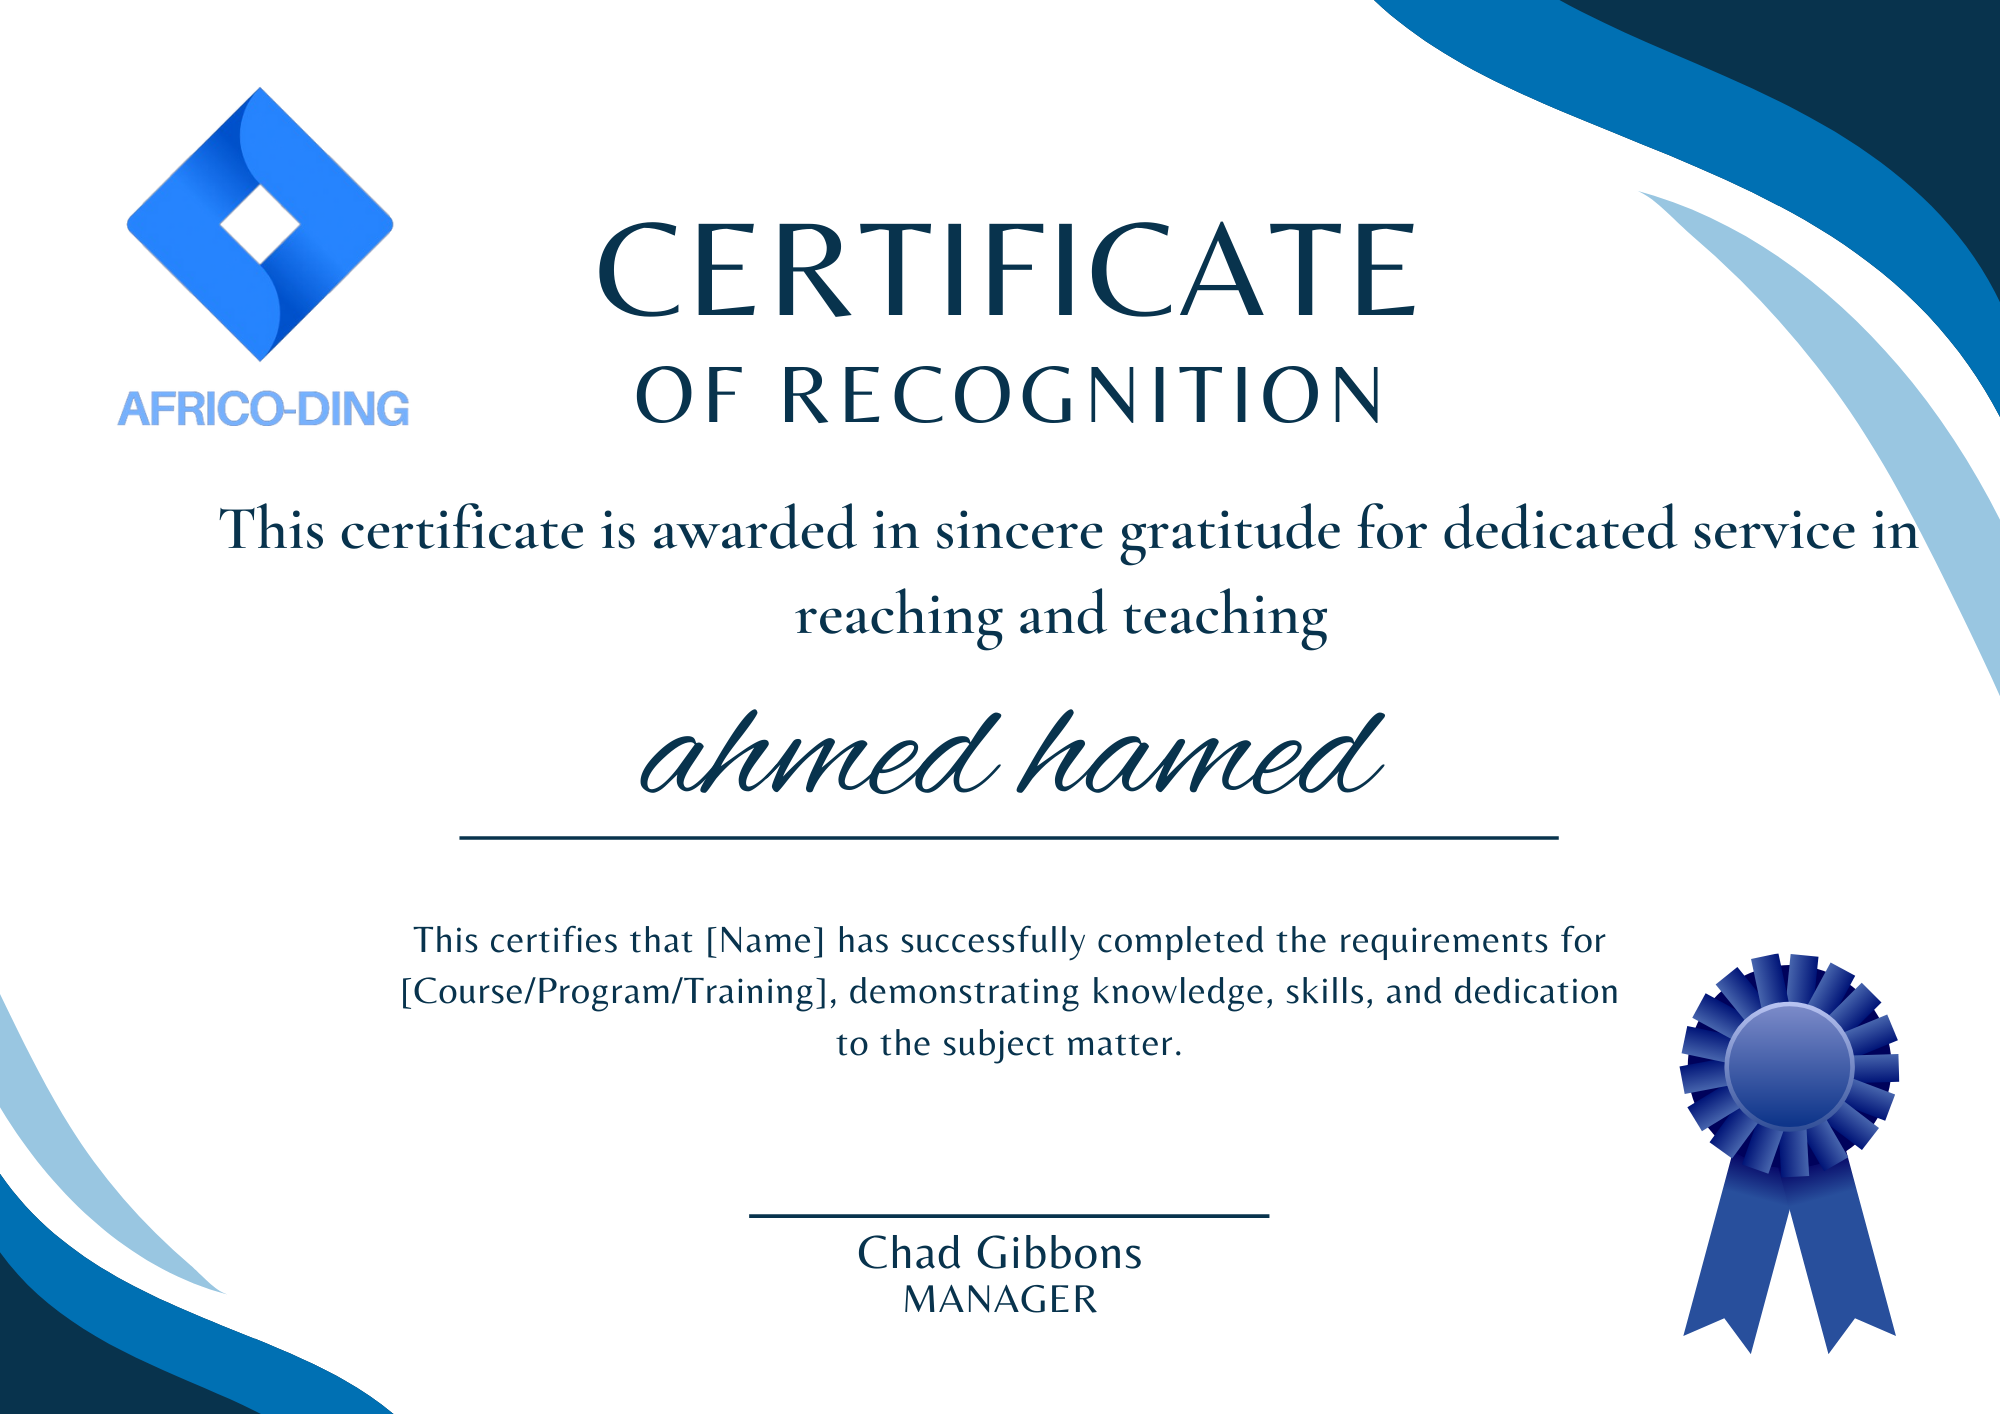 AFRICO-DING
CERTIFICATE
OF RECOGNITION
This certificate is awarded in sincere gratitude for dedicated service in
reaching and teaching
ahmed hamed
This certifies that [Name] has successfully completed the requirements for
[Course/Program/Training], demonstrating knowledge, skills, and dedication
to the subject matter.
Chad Gibbons
MANAGER